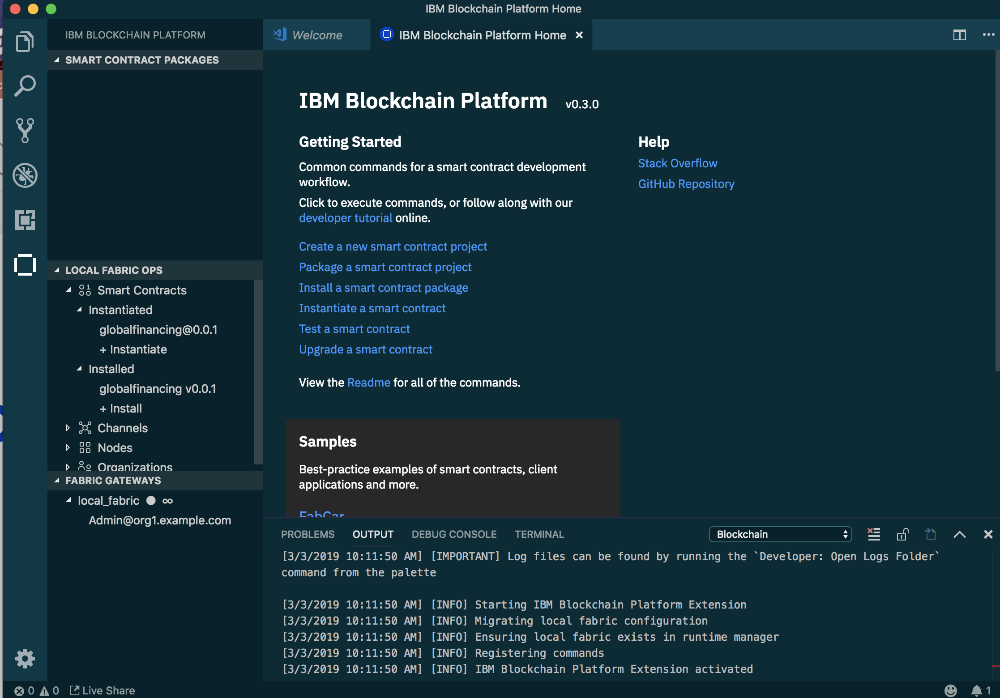 IBM Blockchain Platform Home
IBM BLOCKCHAIN PLATFORM
Welcome
IBM Blockchain Platform Home
SMART CONTRACT PACKAGES
LOCAL FABRIC OPS
Smart Contracts
Instantiated
globalfinancing@0.0.1
+ Instantiate
Installed
globalfinancing v0.0.1
+ Install
Channels
Nodes
Organizations
FABRIC GATEWAYS
local_fabric
Admin@org1.example.com
IBM Blockchain Platform v0.3.0
Getting Started
Common commands for a smart contract development
workflow.
Click to execute commands, or follow along with our
developer tutorial online.
Create a new smart contract project
Package a smart contract project
Install a smart contract package
Instantiate a smart contract
Test a smart contract
Upgrade a smart contract
View the Readme for all of the commands.
Help
Stack Overflow
GitHub Repository
Samples
Best-practice examples of smart contracts, client
applications and more.
FabCar
PROBLEMS OUTPUT DEBUG CONSOLE TERMINAL
Blockchain
[3/3/2019 10:11:50 AM] [IMPORTANT] Log files can be found by running the `Developer: Open Logs Folder`
command from the palette
[3/3/2019 10:11:50 AM] [INFO] Starting IBM Blockchain Platform Extension
[3/3/2019 10:11:50 AM] [INFO] Migrating local fabric configuration
[3/3/2019 10:11:50 AM] [INFO] Ensuring local fabric exists in runtime manager
[3/3/2019 10:11:50 AM] [INFO] Registering commands
[3/3/2019 10:11:50 AM] [INFO] IBM Blockchain Platform Extension activated
0 0 Live Share
1